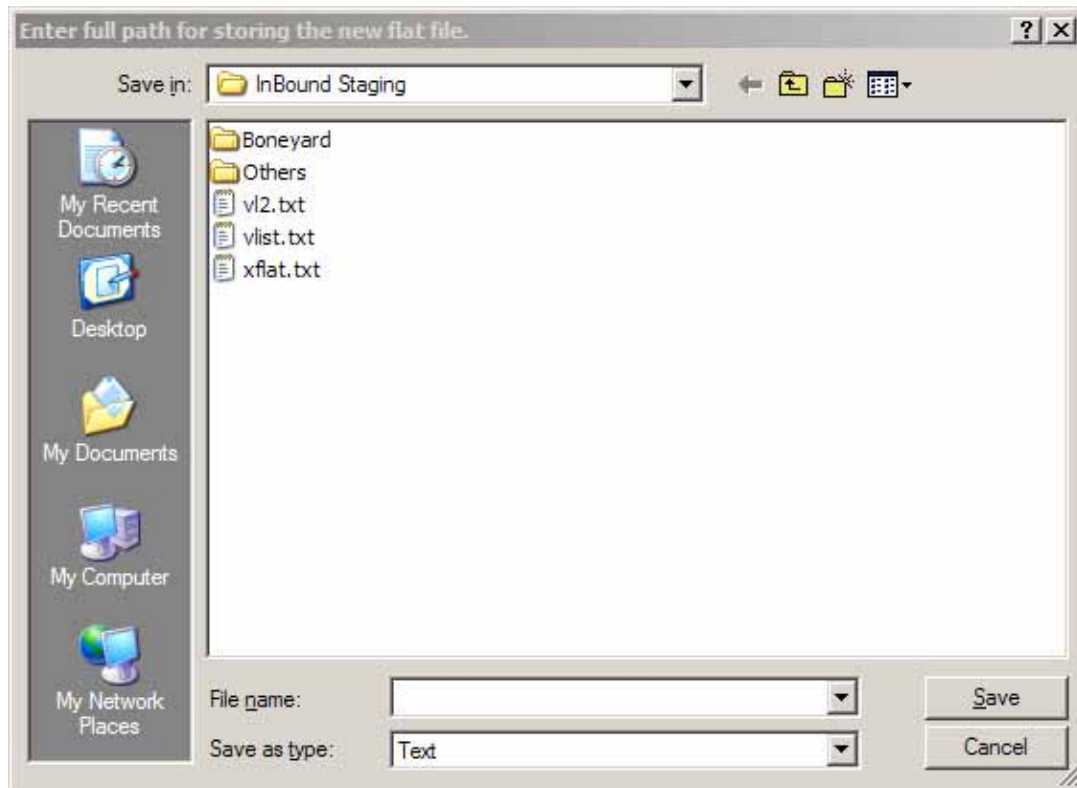 Enter full path for storing the new flat file.
Save in: InBound Staging
My Recent
Documents
Desktop
My Documents
My Computer
My Network
Places
Boneyard
Others
vl2.txt
vlist.txt
xflat.txt
File name: Save
Save as type: Text Cancel